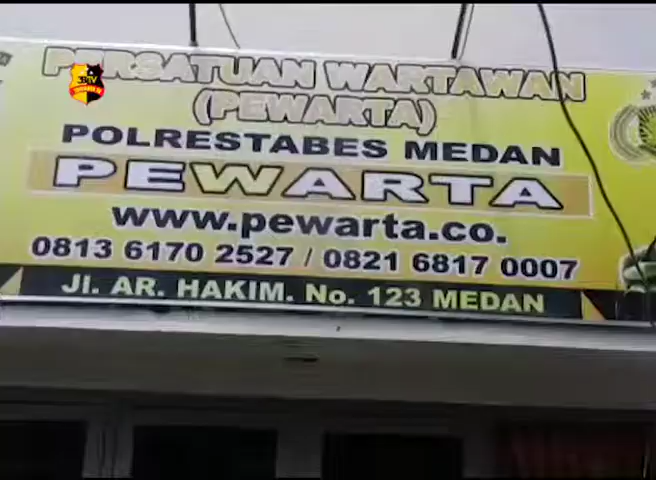 PERSATUAN WARTAWAN
(PEWARTA)
POLRESTABES MEDAN
PEWARTA
www.pewarta.co.
0813 6170 2527 / 0821 6817 0007
Jl. AR. HAKIM. No. 123 MEDAN